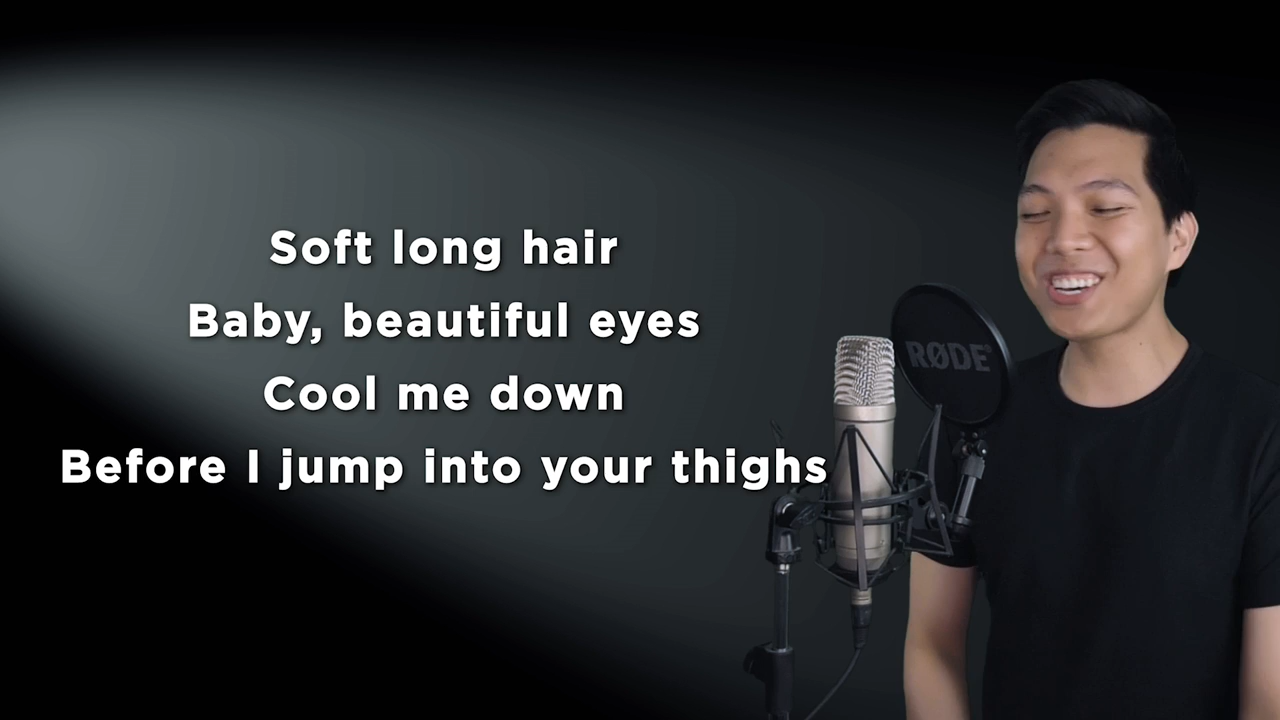 Soft long hair
Baby, beautiful eyes
Cool me down
Before I jump into your thighs
RØDE